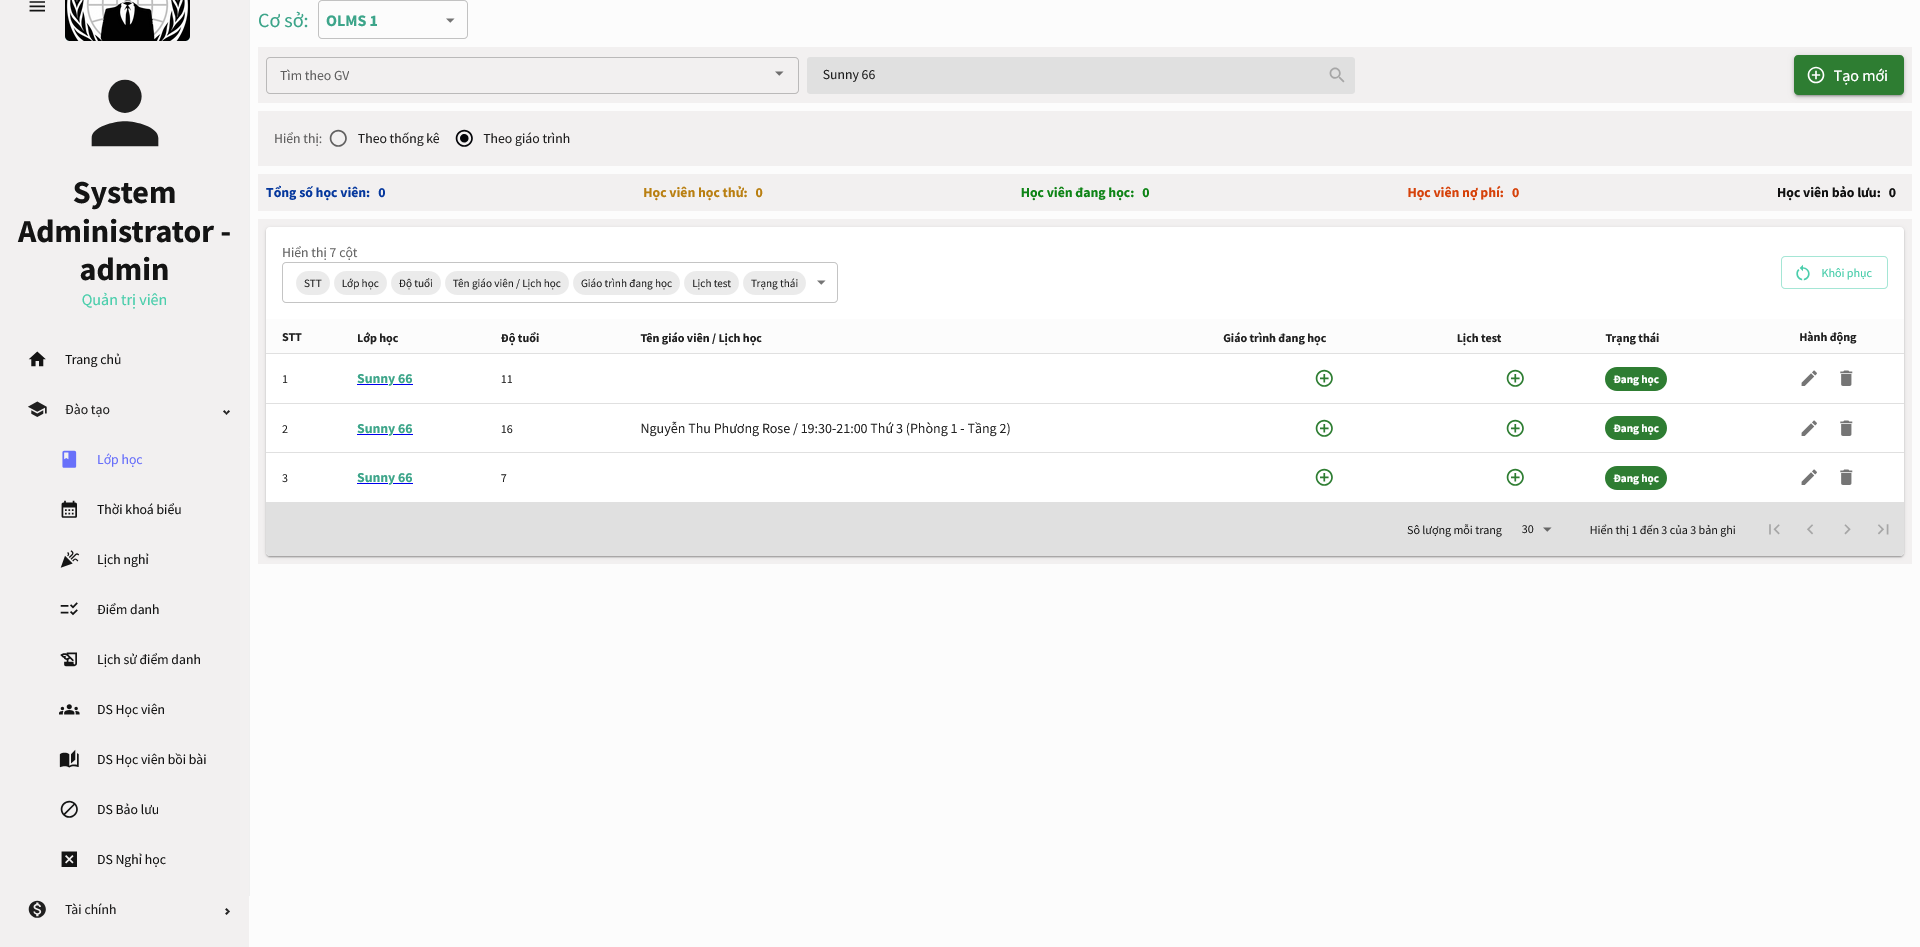 Cơ sở: OLMS 1
Tìm theo GV Sunny 66 Tạo mới
Hiển thị: Theo thống kê Theo giáo trình
Tổng số học viên: 0 Học viên học thử: 0 Học viên đang học: 0 Học viên nợ phí: 0 Học viên bảo lưu: 0
System
Administrator -
admin
Quản trị viên
Trang chủ
Đào tạo
Lớp học
Thời khoá biểu
Lịch nghỉ
Điểm danh
Lịch sử điểm danh
DS Học viên
DS Học viên bồi bài
DS Bảo lưu
DS Nghỉ học
Tài chính
Hiển thị 7 cột
STT Lớp học Độ tuổi Tên giáo viên / Lịch học Giáo trình đang học Lịch test Trạng thái
Khôi phục
STT Lớp học Độ tuổi Tên giáo viên / Lịch học Giáo trình đang học Lịch test Trạng thái Hành động
1 Sunny 66 11 Đang học
2 Sunny 66 16 Nguyễn Thu Phương Rose / 19:30-21:00 Thứ 3 (Phòng 1 - Tầng 2) Đang học
3 Sunny 66 7 Đang học
Số lượng mỗi trang 30 Hiển thị 1 đến 3 của 3 bản ghi